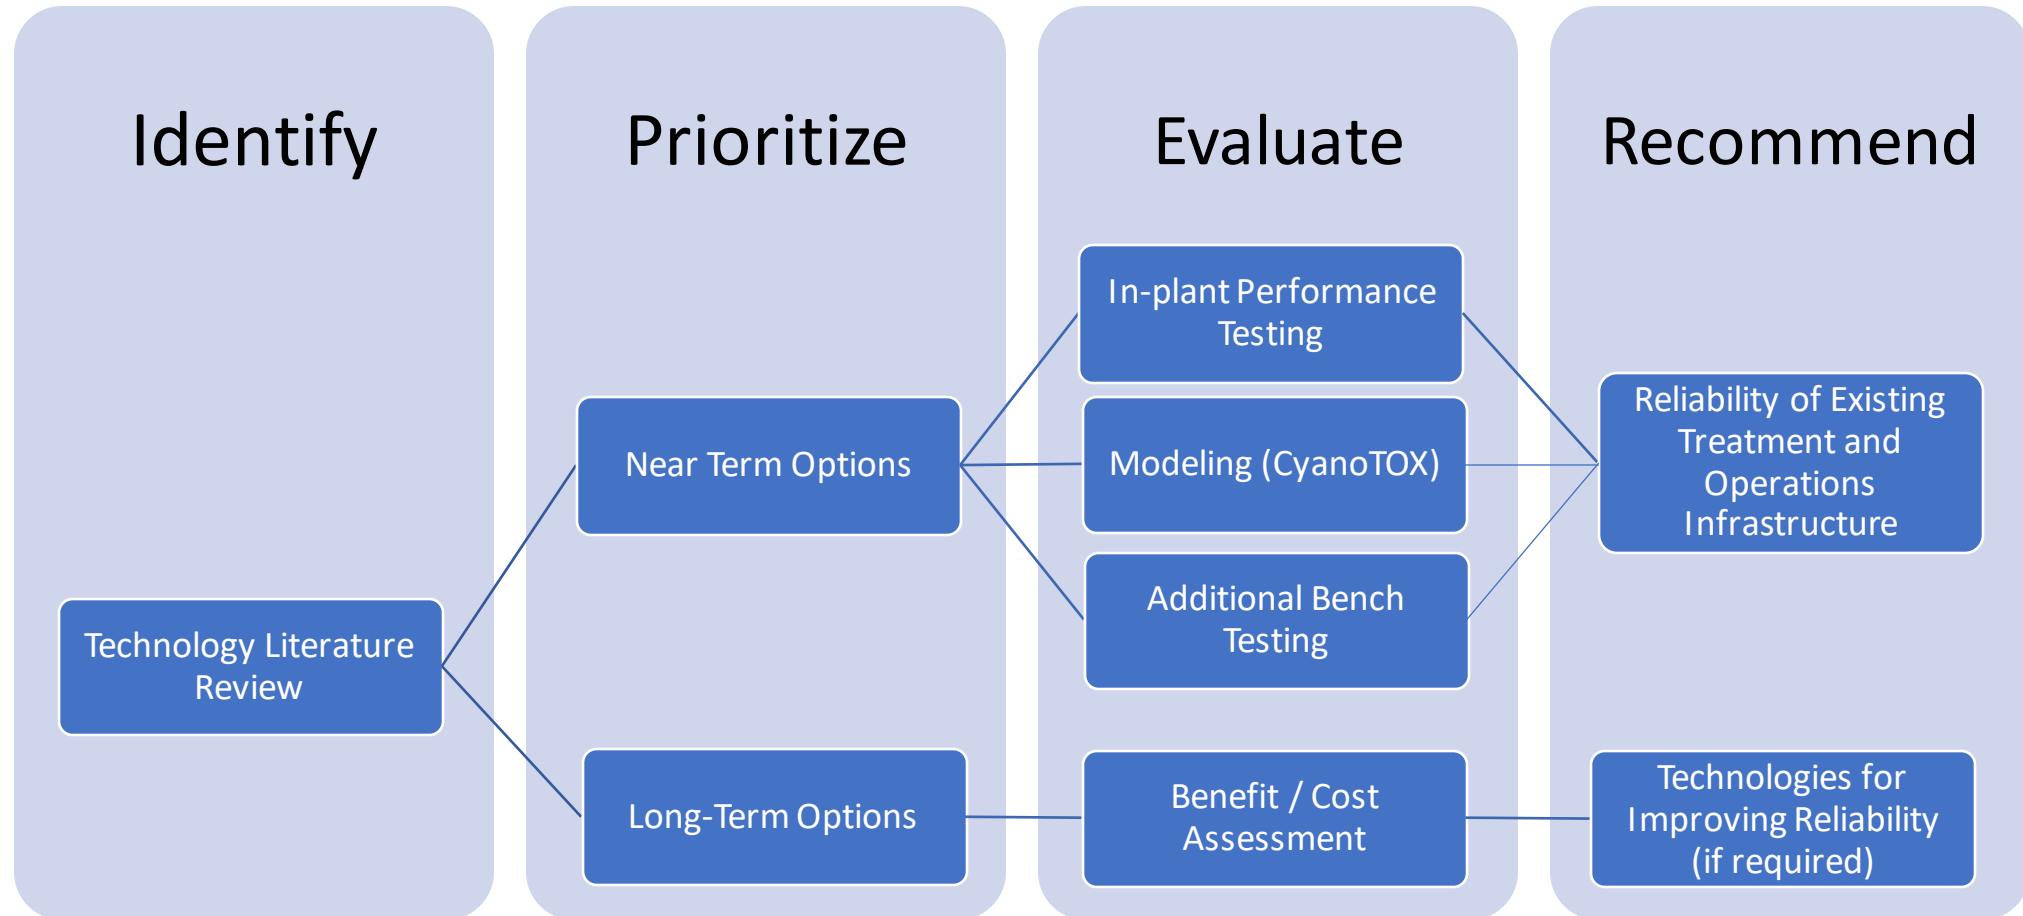 Identify
Prioritize
Evaluate
Recommend
Technology Literature
Review
Near Term Options
Long-Term Options
In-plant Performance
Testing
Modeling (CyanoTOX)
Additional Bench
Testing
Benefit / Cost
Assessment
Reliability of Existing
Treatment and
Operations
Infrastructure
Technologies for
Improving Reliability
(if required)